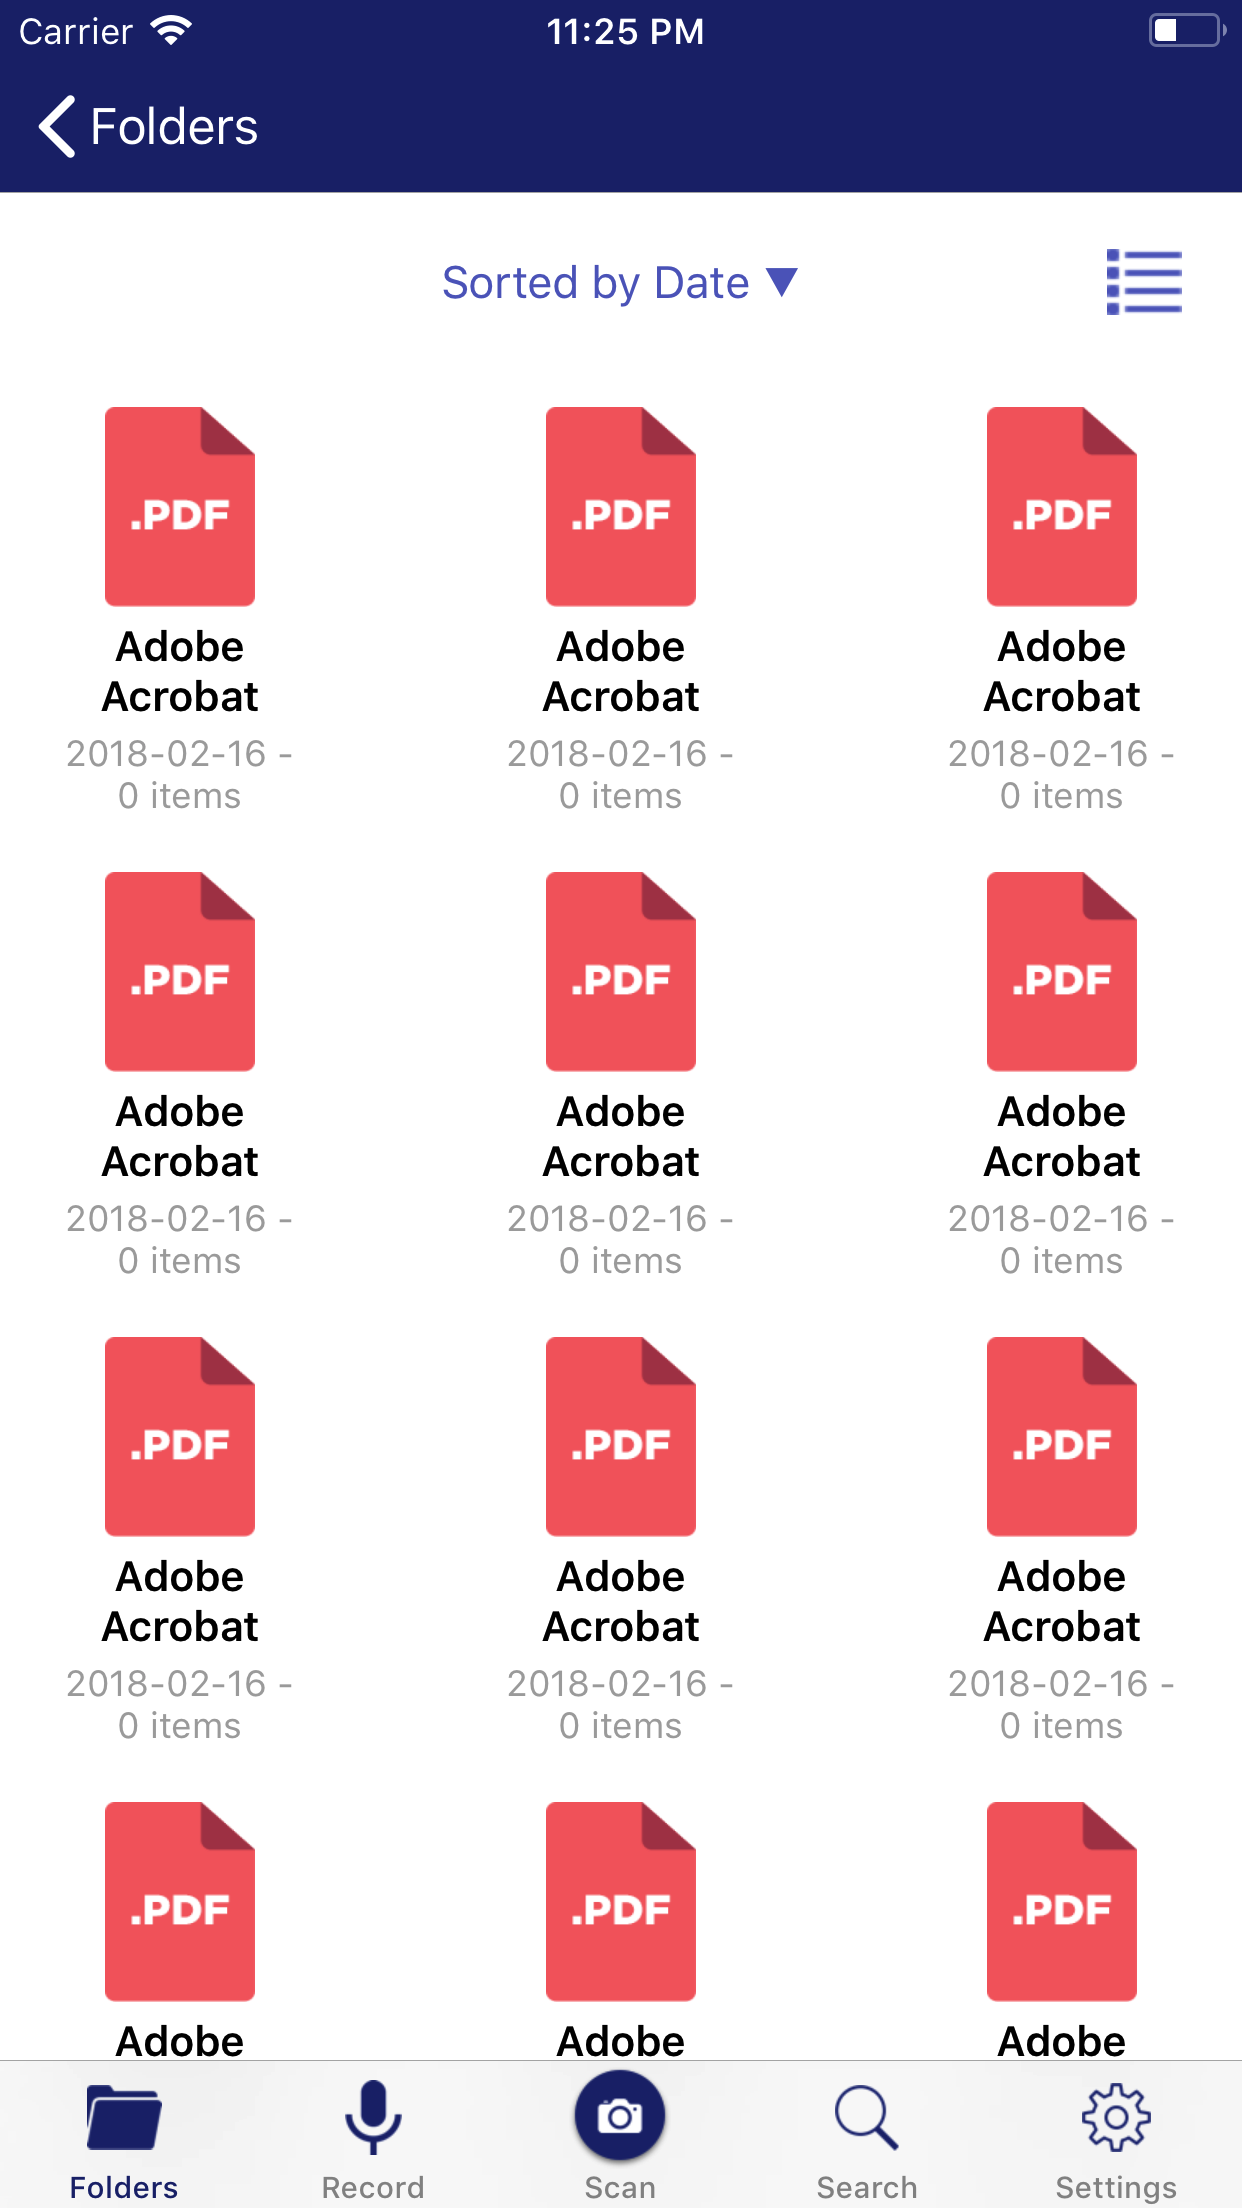 Carrier 11:25 PM
Folders
Sorted by Date ▼
.PDF .PDF .PDF
Adobe Adobe Adobe
Acrobat Acrobat Acrobat
2018-02-16 - 2018-02-16 - 2018-02-16 -
0 items 0 items 0 items
.PDF .PDF .PDF
Adobe Adobe Adobe
Acrobat Acrobat Acrobat
2018-02-16 - 2018-02-16 - 2018-02-16 -
0 items 0 items 0 items
.PDF .PDF .PDF
Adobe Adobe Adobe
Acrobat Acrobat Acrobat
2018-02-16 - 2018-02-16 - 2018-02-16 -
0 items 0 items 0 items
.PDF .PDF .PDF
Adobe Adobe Adobe
Folders Record Scan Search Settings